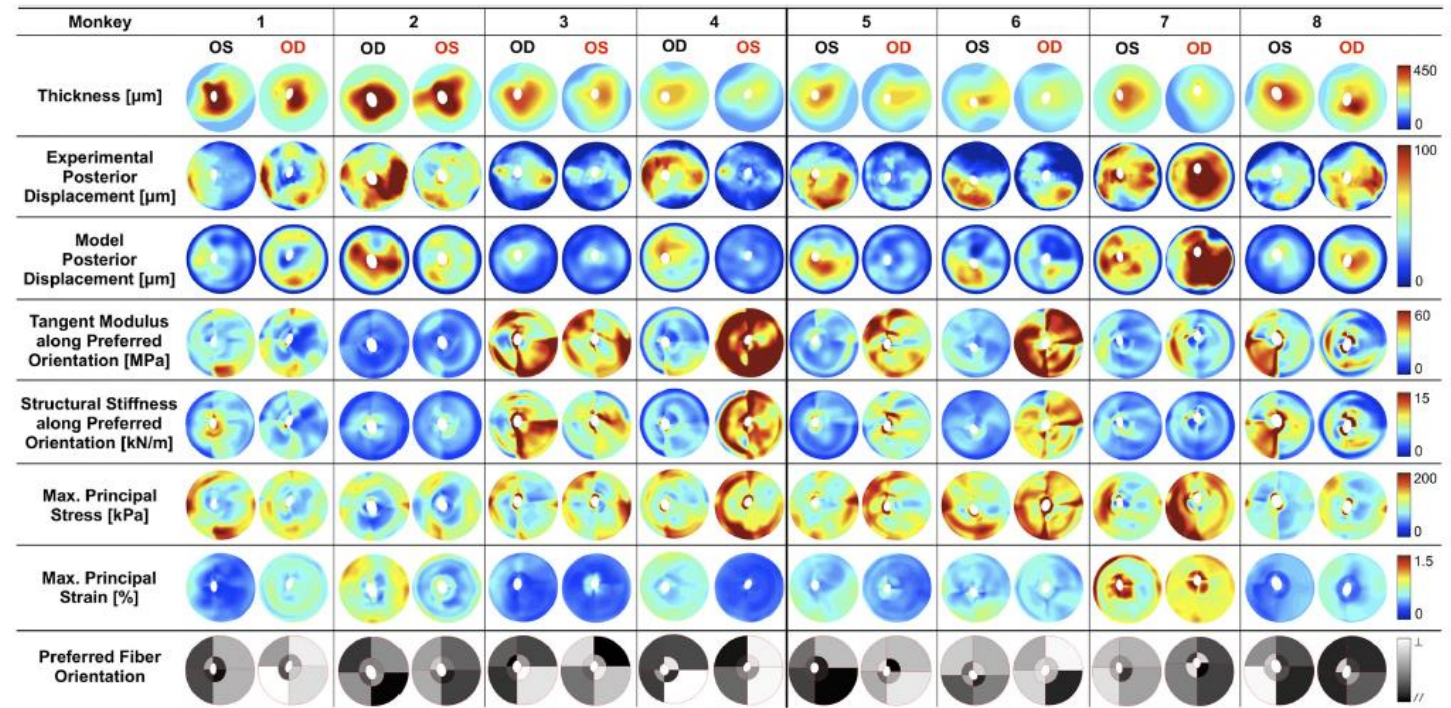 Monkey 1 2 3 4 5 6 7 8
OS OD OD OS OD OS OD OS OS OD OS OD OS OD OS OD
Thickness [µm]
450
0
Experimental
Posterior
Displacement [µm]
100
Model
Posterior
Displacement [µm]
0
Tangent Modulus
along Preferred
Orientation [MPa]
60
0
Structural Stiffness
along Preferred
Orientation [kN/m]
15
0
Max. Principal
Stress [kPa]
200
0
Max. Principal
Strain [%]
1.5
0
Preferred Fiber
Orientation
⊥
//